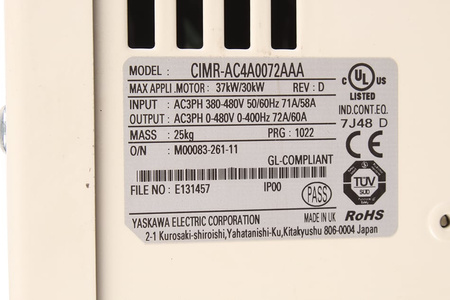 MODEL : CIMR-AC4A0072AAA
MAX APPLI .MOTOR : 37kW/30kW REV : D
INPUT : AC3PH 380-480V 50/60Hz 71A/58A
OUTPUT : AC3PH 0-480V 0-400Hz 72A/60A
MASS : 25kg PRG : 1022
O/N : M00083-261-11
GL-COMPLIANT
FILE NO : E131457 IP00
PASS
YASKAWA ELECTRIC CORPORATION MADE IN UK
2-1 Kurosaki-shiroishi,Yahatanishi-Ku,Kitakyushu 806-0004 Japan
C UL US
LISTED
IND.CONT.EQ.
7J48 D
CE
TÜV
SÜD
RoHS